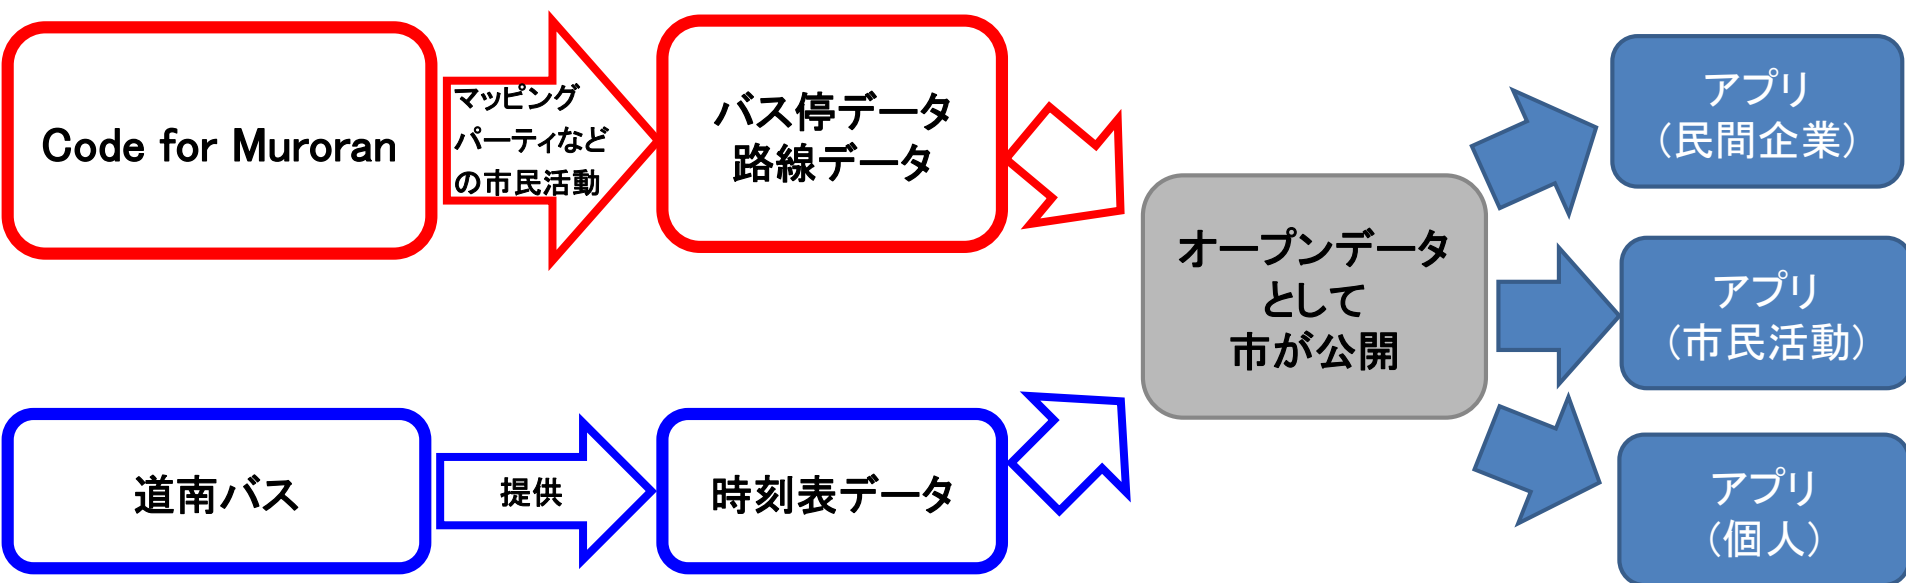 Code for Muroran
マッピング
パーティなど
の市民活動
バス停データ
路線データ
道南バス
提供
時刻表データ
オープンデータ
として
市が公開
アプリ
（民間企業）
アプリ
（市民活動）
アプリ
（個人）